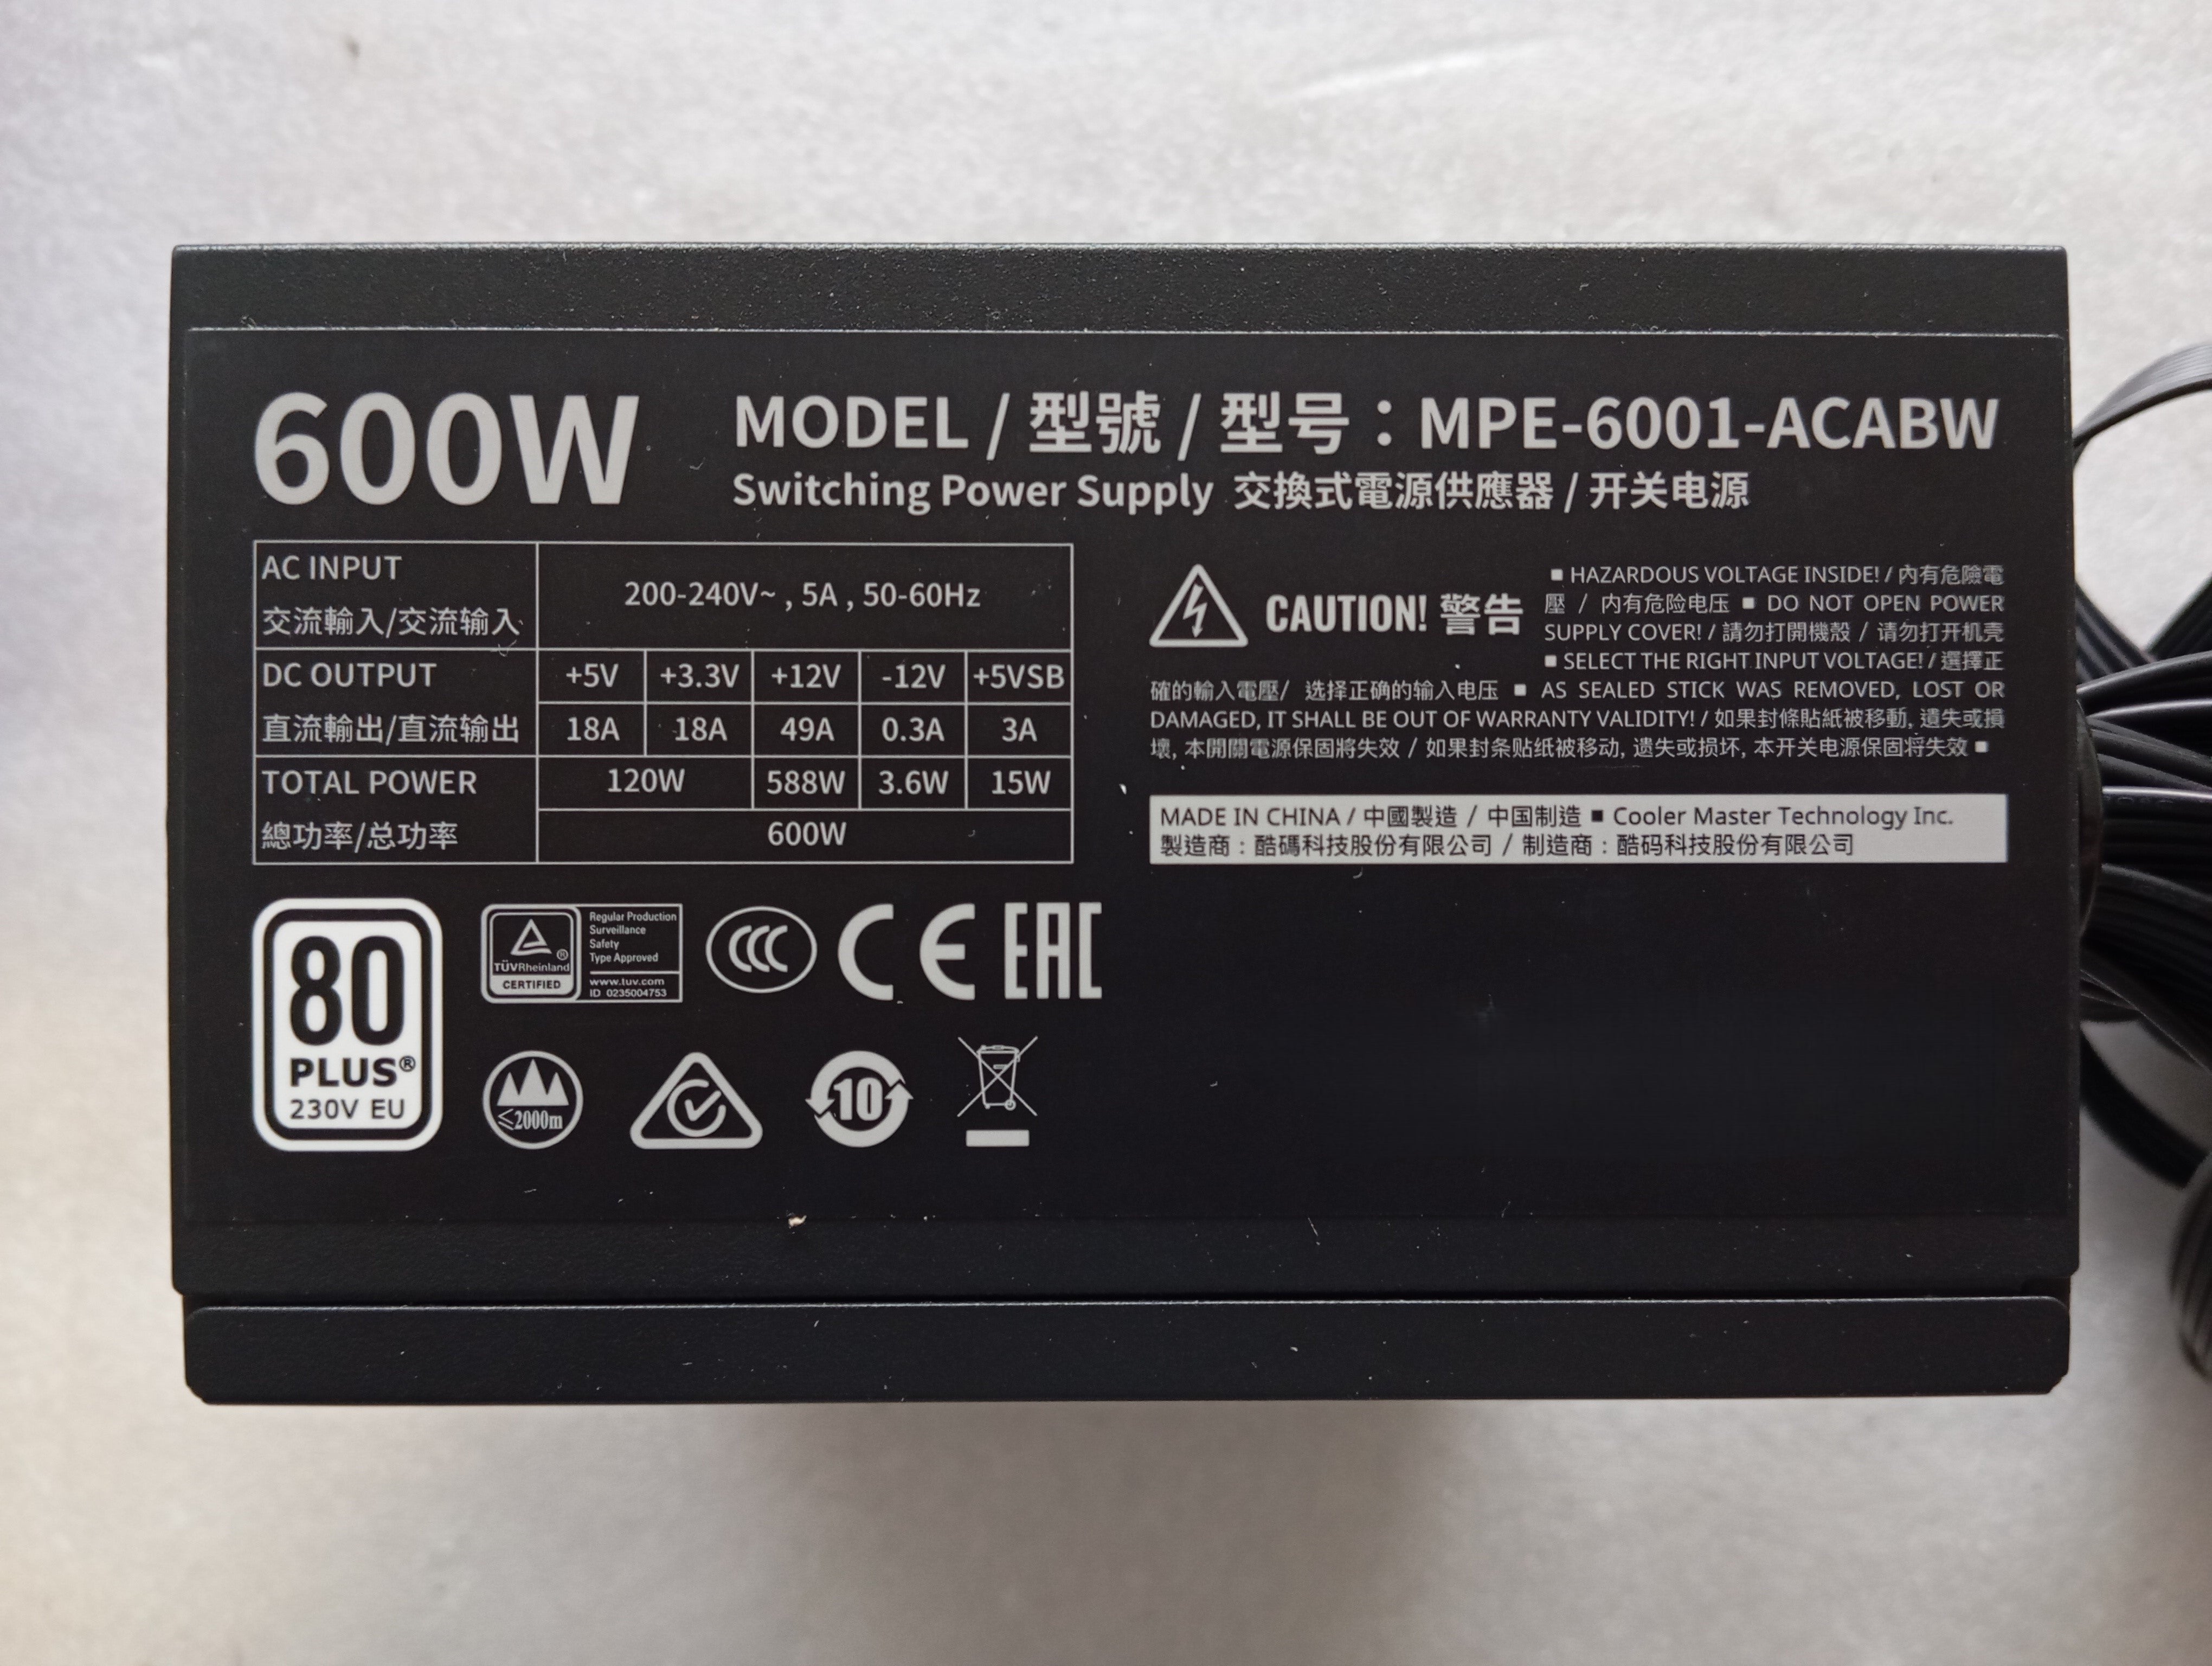 600W
MODEL / 型號 / 型号：MPE-6001-ACABW
Switching Power Supply 交換式電源供應器 / 开关电源
AC INPUT
交流輸入/交流输入
200-240V~ , 5A , 50-60Hz
DC OUTPUT
直流輸出/直流输出
+5V +3.3V +12V -12V +5VSB
18A 18A 49A 0.3A 3A
TOTAL POWER
總功率/总功率
120W 588W 3.6W 15W
600W
CAUTION! 警告
■ HAZARDOUS VOLTAGE INSIDE! / 內有危險電
壓 / 内有危险电压 ■ DO NOT OPEN POWER
SUPPLY COVER! / 請勿打開機殼 / 请勿打开机壳
■ SELECT THE RIGHT INPUT VOLTAGE! / 選擇正
確的輸入電壓/ 选择正确的输入电压 ■ AS SEALED STICK WAS REMOVED, LOST OR
DAMAGED, IT SHALL BE OUT OF WARRANTY VALIDITY! / 如果封條貼紙被移動, 遺失或損
壞, 本開關電源保固將失效 / 如果封条贴纸被移动, 遗失或损坏, 本开关电源保固将失效 ■
MADE IN CHINA / 中國製造 / 中国制造 ■ Cooler Master Technology Inc.
製造商：酷碼科技股份有限公司 / 制造商：酷码科技股份有限公司
80
PLUS®
230V EU
TÜVRheinland®
CERTIFIED
Regular Production
Surveillance
Safety
Type Approved
www.tuv.com
ID 0235004753
CCC
CE
EAC
≤2000m
10